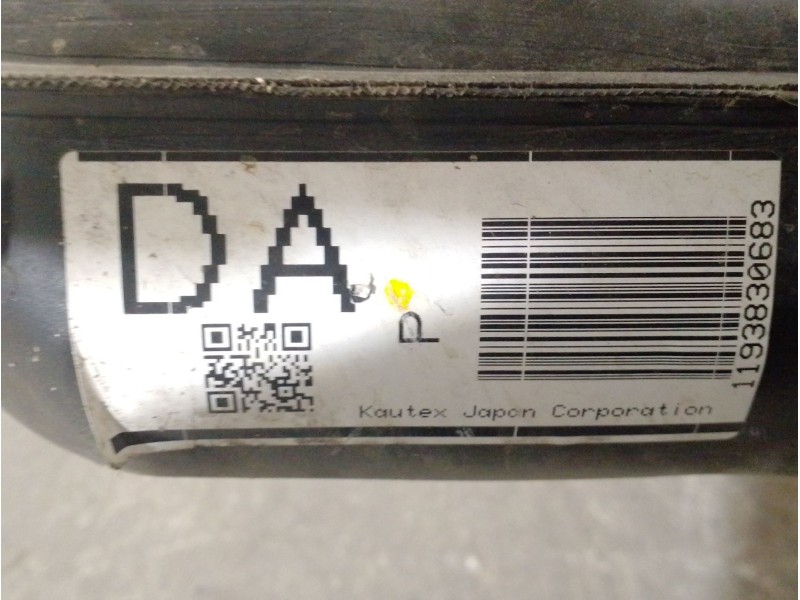 DA
P
Kautex Japan Corporation
1193830683